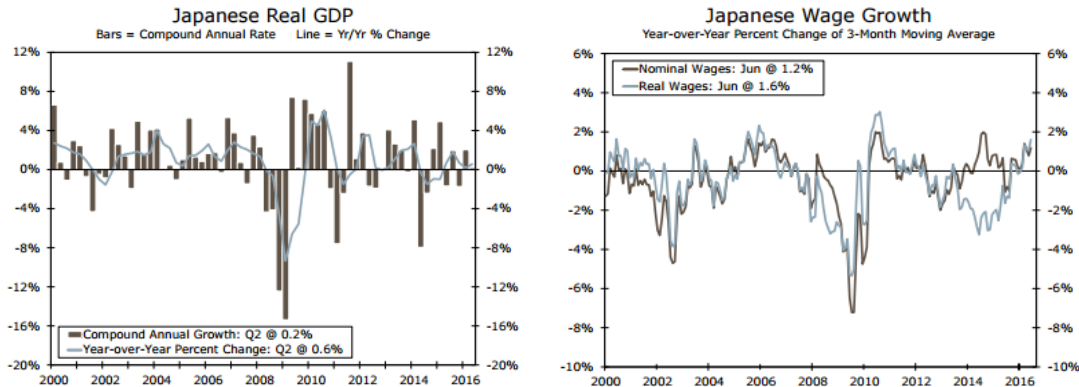 Japanese Real GDP
Bars = Compound Annual Rate Line = Yr/Yr % Change
12% 12%
8% 8%
4% 4%
0% 0%
-4% -4%
-8% -8%
-12% -12%
-16% -16%
-20% -20%
Compound Annual Growth: Q2 @ 0.2%
Year-over-Year Percent Change: Q2 @ 0.6%
2000 2002 2004 2006 2008 2010 2012 2014 2016
Japanese Wage Growth
Year-over-Year Percent Change of 3-Month Moving Average
6% 6%
Nominal Wages: Jun @ 1.2%
Real Wages: Jun @ 1.6%
4% 4%
2% 2%
0% 0%
-2% -2%
-4% -4%
-6% -6%
-8% -8%
-10% -10%
2000 2002 2004 2006 2008 2010 2012 2014 2016